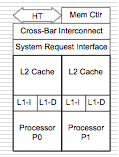 HT Mem Ctlr
Cross-Bar Interconnect
System Request Interface
L2 Cache L2 Cache
L1-I L1-D L1-I L1-D
Processor Processor
P0 P1